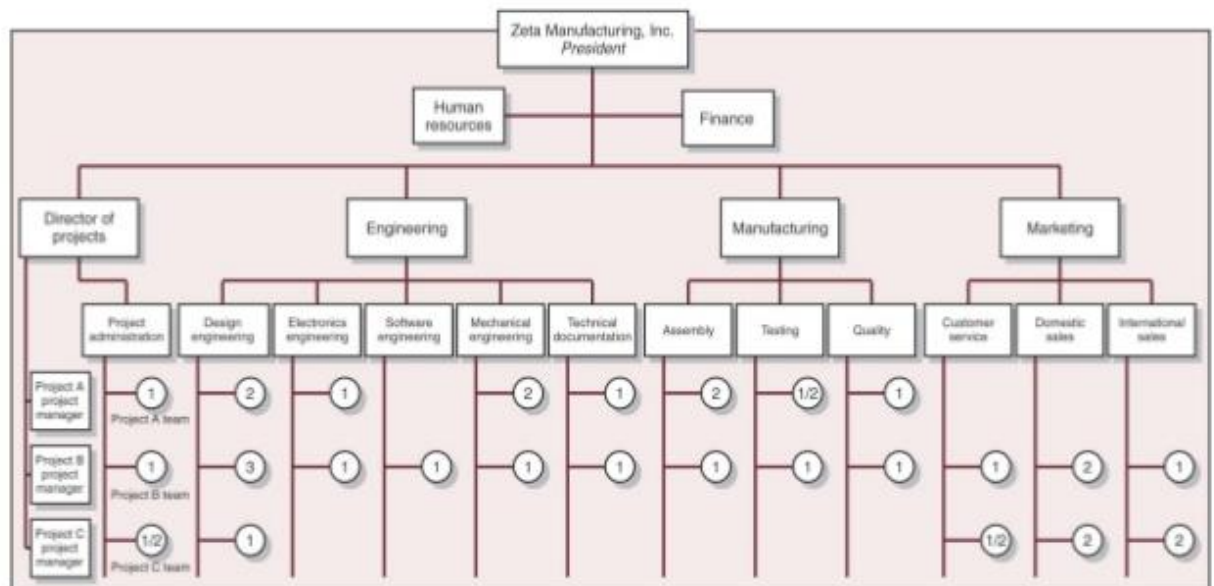 Zeta Manufacturing, Inc.
President
Human
resources
Finance
Director of
projects
Engineering
Manufacturing
Marketing
Project
administration
Design
engineering
Electronics
engineering
Software
engineering
Mechanical
engineering
Technical
documentation
Assembly
Testing
Quality
Customer
service
Domestic
sales
International
sales
Project A
project
manager
1
2
1
2
1
2
1/2
1
Project A team
Project B
project
manager
1
3
1
1
1
1
1
1
1
1
2
1
Project B team
Project C
project
manager
1/2
1
1/2
2
2
Project C team